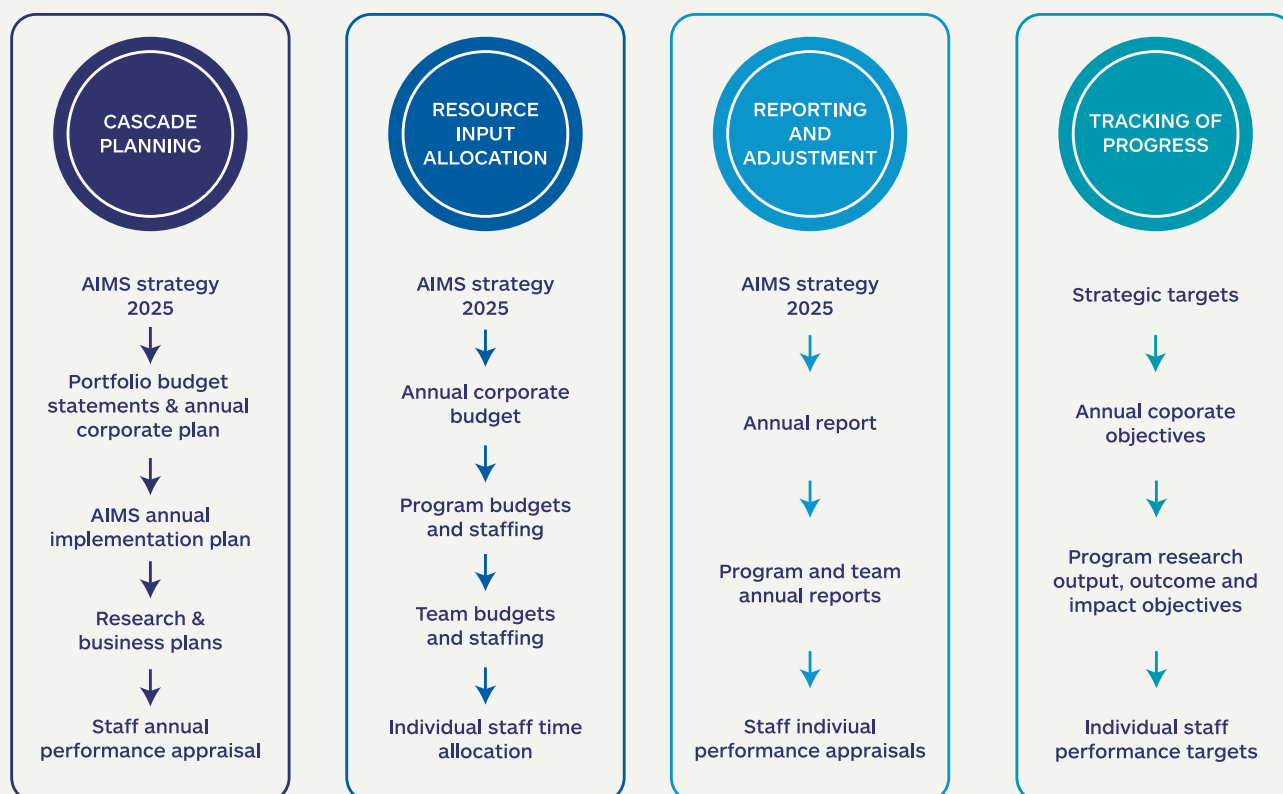 CASCADE
PLANNING
AIMS strategy
2025
Portfolio budget
statements & annual
corporate plan
AIMS annual
implementation plan
Research &
business plans
Staff annual
performance appraisal
RESOURCE
INPUT
ALLOCATION
AIMS strategy
2025
Annual corporate
budget
Program budgets
and staffing
Team budgets
and staffing
Individual staff time
allocation
REPORTING
AND
ADJUSTMENT
AIMS strategy
2025
Annual report
Program and team
annual reports
Staff indiviual
performance appraisals
TRACKING OF
PROGRESS
Strategic targets
Annual coporate
objectives
Program research
output, outcome and
impact objectives
Individual staff
performance targets